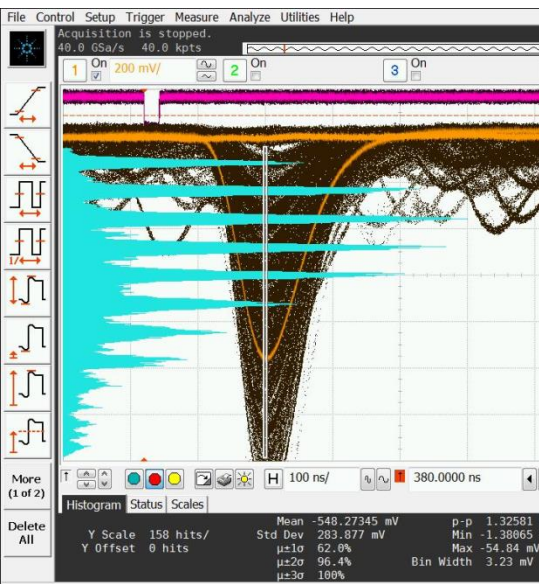 File Control Setup Trigger Measure Analyze Utilities Help
Acquisition is stopped.
40.0 GSa/s 40.0 kpts
1 On 200 mV/ 2 On 3 On
1/
More
(1 of 2)
Delete
All
H 100 ns/ 380.0000 ns
Histogram Status Scales
Mean -548.27345 mV p-p 1.32581
Y Scale 158 hits/ Std Dev 283.877 mV Min -1.38065
Y Offset 0 hits μ±1σ 62.0% Max -54.84 mV
μ±2σ 96.4% Bin Width 3.23 mV
μ±3σ 100%